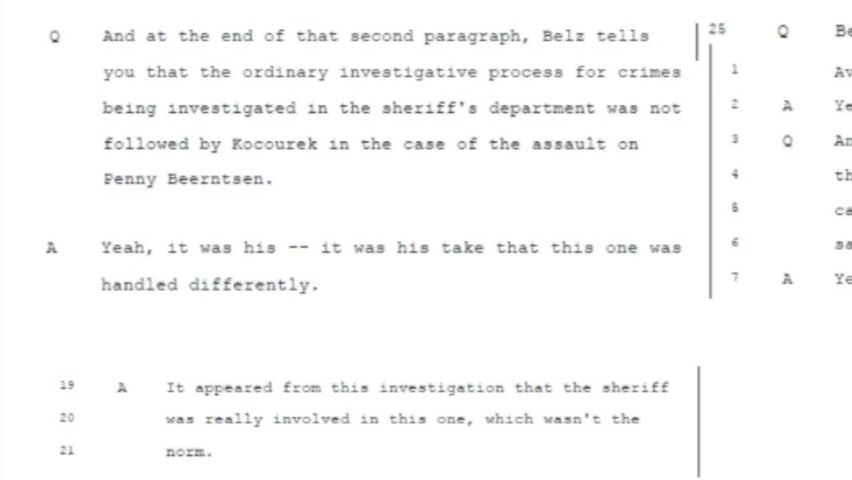 Q And at the end of that second paragraph, Belz tells
you that the ordinary investigative process for crimes
being investigated in the sheriff's department was not
followed by Kocourek in the case of the assault on
Penny Beerntsen.
A Yeah, it was his -- it was his take that this one was
handled differently.
19 A It appeared from this investigation that the sheriff
20 was really involved in this one, which wasn't the
21 norm.
25 Q
1
2 A
3 Q
4
5
6
7 A